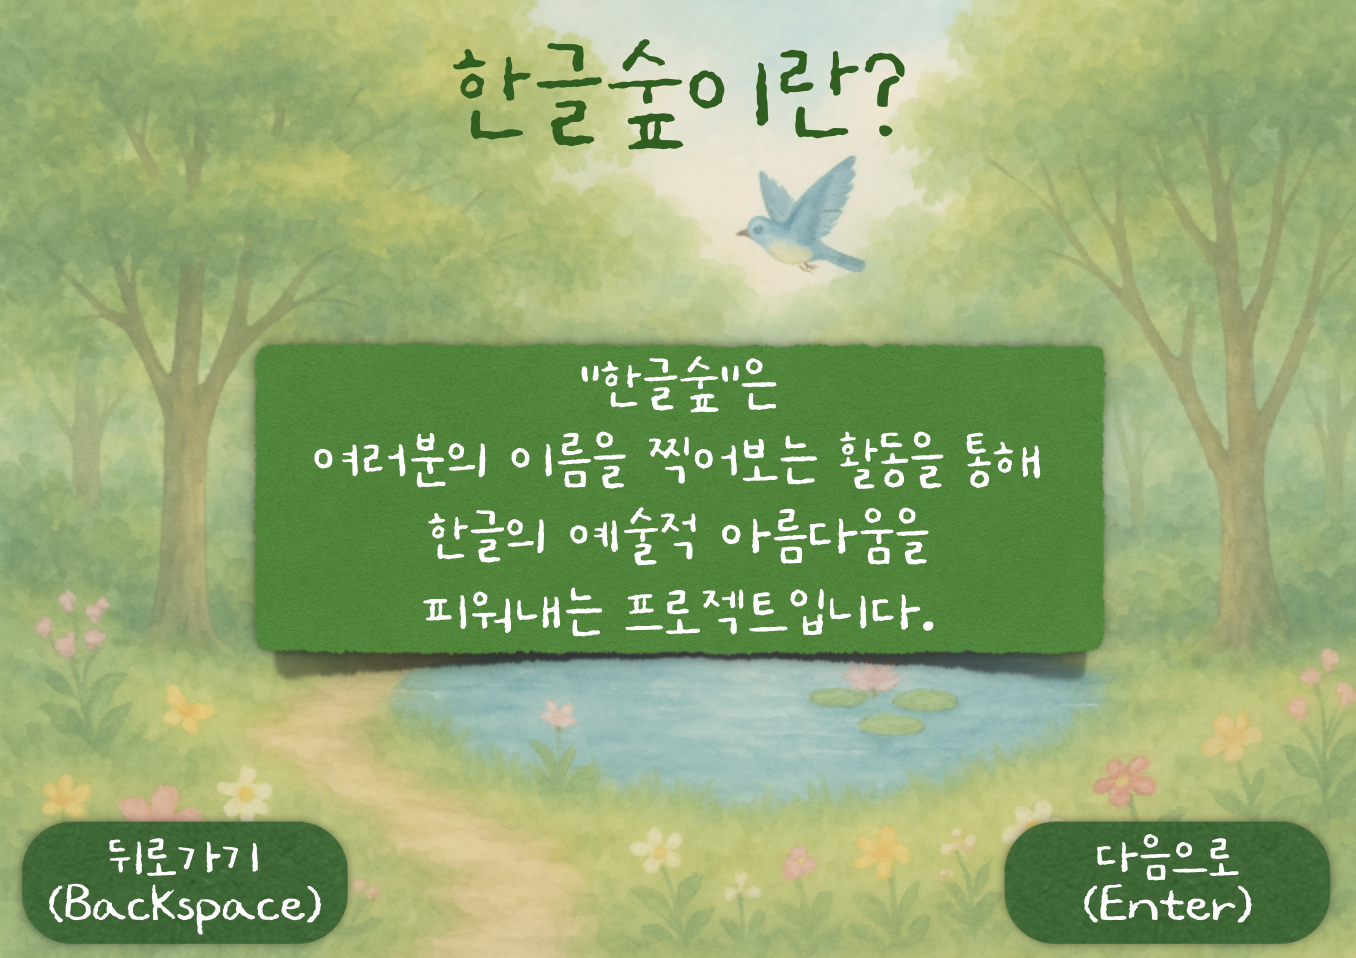 한글숲이란?
"한글숲"은
여러분의 이름을 찍어보는 활동을 통해
한글의 예술적 아름다움을
피워내는 프로젝트입니다.
뒤로가기
(Backspace)
다음으로
(Enter)